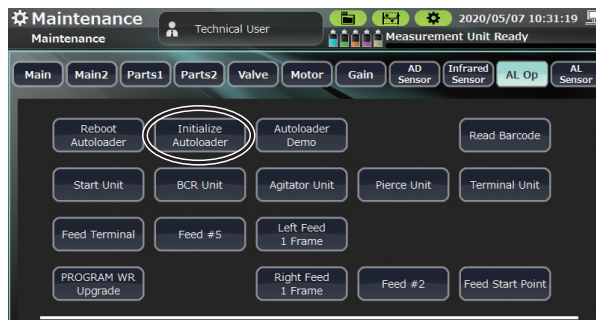 Maintenance
Technical User
2020/05/07 10:31:19
Maintenance
Measurement Unit Ready
Main
Main2
Parts1
Parts2
Valve
Motor
Gain
AD
Sensor
Infrared
Sensor
AL Op
AL
Sensor
Reboot
Autoloader
Initialize
Autoloader
Autoloader
Demo
Read Barcode
Start Unit
BCR Unit
Agitator Unit
Pierce Unit
Terminal Unit
Feed Terminal
Feed #5
Left Feed
1 Frame
PROGRAM WR
Upgrade
Right Feed
1 Frame
Feed #2
Feed Start Point